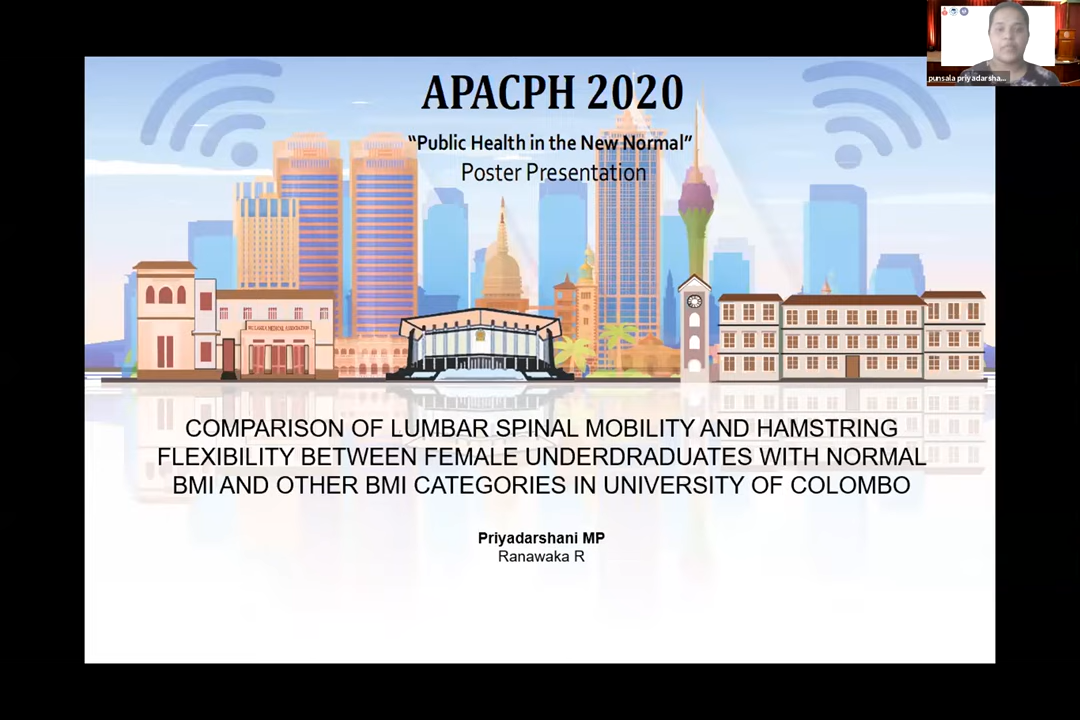 punsala priyadarsha...
APACPH 2020
“Public Health in the New Normal”
Poster Presentation
COMPARISON OF LUMBAR SPINAL MOBILITY AND HAMSTRING
FLEXIBILITY BETWEEN FEMALE UNDERDRADUATES WITH NORMAL
BMI AND OTHER BMI CATEGORIES IN UNIVERSITY OF COLOMBO
Priyadarshani MP
Ranawaka R